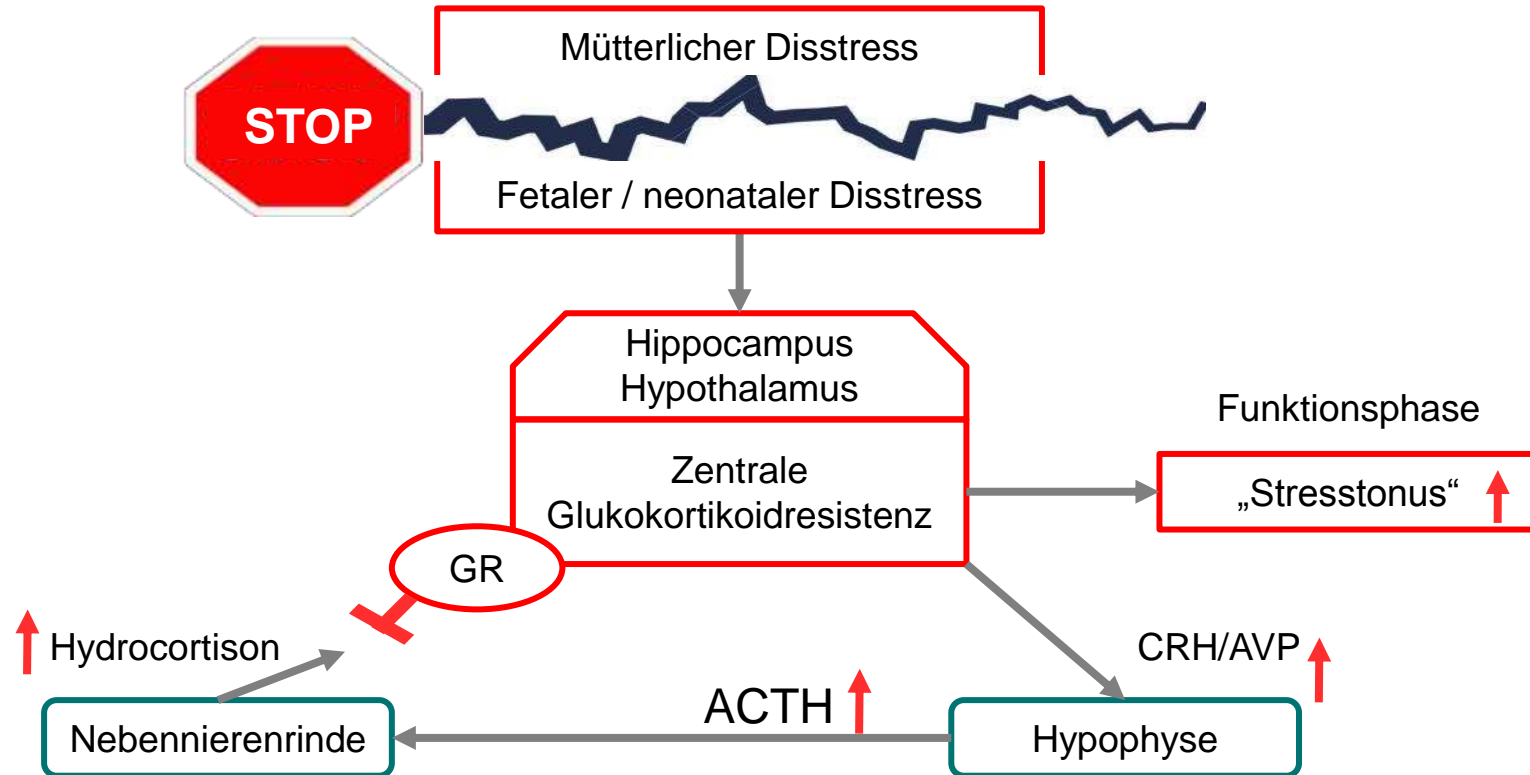 Mütterlicher Disstress
STOP
Fetaler / neonataler Disstress
Hippocampus
Hypothalamus
Funktionsphase
Zentrale
Glukokortikoidresistenz
„Stresstonus“
GR
Hydrocortison
CRH/AVP
ACTH
Nebennierenrinde
Hypophyse